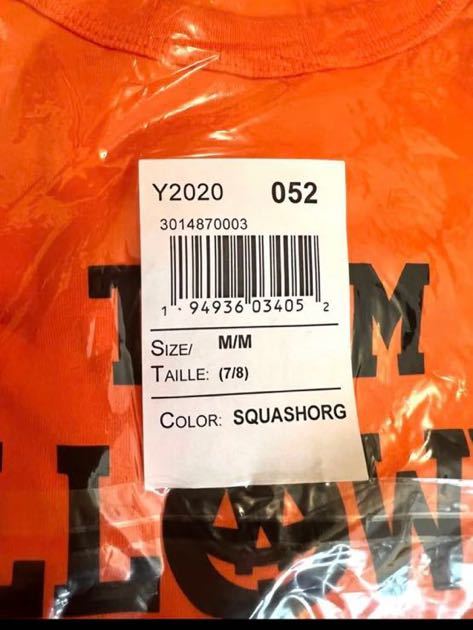 Y2020 052
3014870003
1 94936 03405 2
SIZE/ M/M
TAILLE: (7/8)
COLOR: SQUASHORG